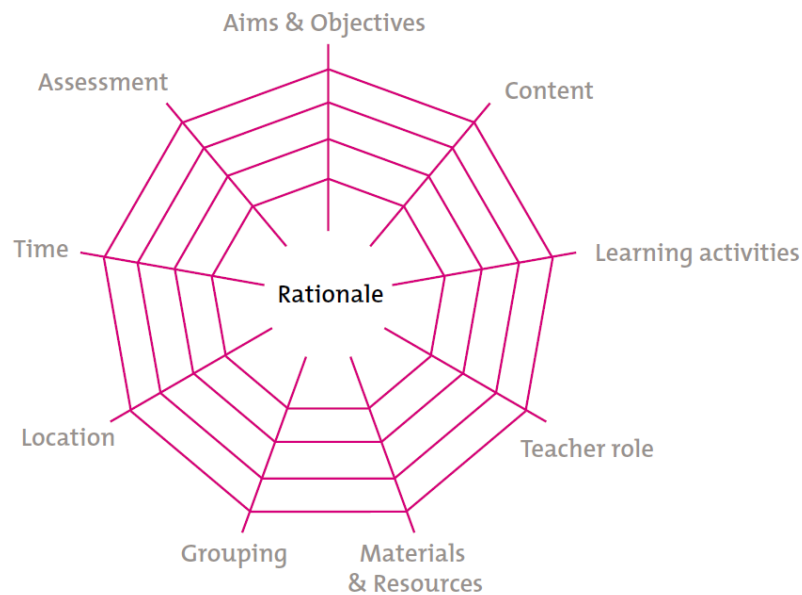 Aims & Objectives
Assessment
Content
Time
Learning activities
Rationale
Location
Teacher role
Grouping
Materials
& Resources